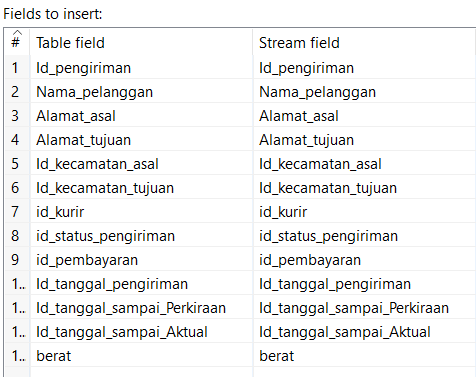 Fields to insert:
# Table field Stream field
1 Id_pengiriman Id_pengiriman
2 Nama_pelanggan Nama_pelanggan
3 Alamat_asal Alamat_asal
4 Alamat_tujuan Alamat_tujuan
5 Id_kecamatan_asal Id_kecamatan_asal
6 Id_kecamatan_tujuan Id_kecamatan_tujuan
7 id_kurir id_kurir
8 id_status_pengiriman id_status_pengiriman
9 id_pembayaran id_pembayaran
1.. Id_tanggal_pengiriman Id_tanggal_pengiriman
1.. Id_tanggal_sampai_Perkiraan Id_tanggal_sampai_Perkiraan
1.. Id_tanggal_sampai_Aktual Id_tanggal_sampai_Aktual
1.. berat berat